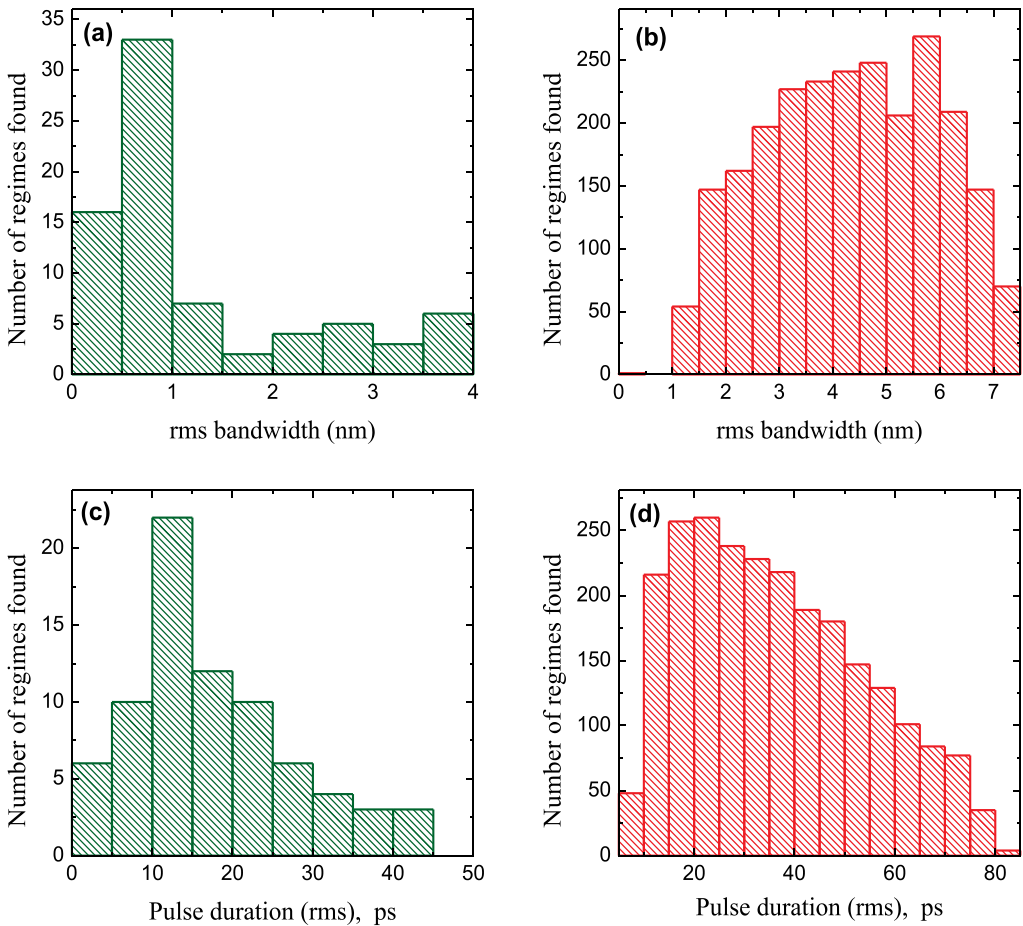 (a)
Number of regimes found
35
30
25
20
15
10
5
0
0 1 2 3 4
rms bandwidth (nm)
(b)
Number of regimes found
250
200
150
100
50
0
0 1 2 3 4 5 6 7
rms bandwidth (nm)
(c)
Number of regimes found
20
15
10
5
0
0 10 20 30 40 50
Pulse duration (rms), ps
(d)
Number of regimes found
250
200
150
100
50
0
20 40 60 80
Pulse duration (rms), ps